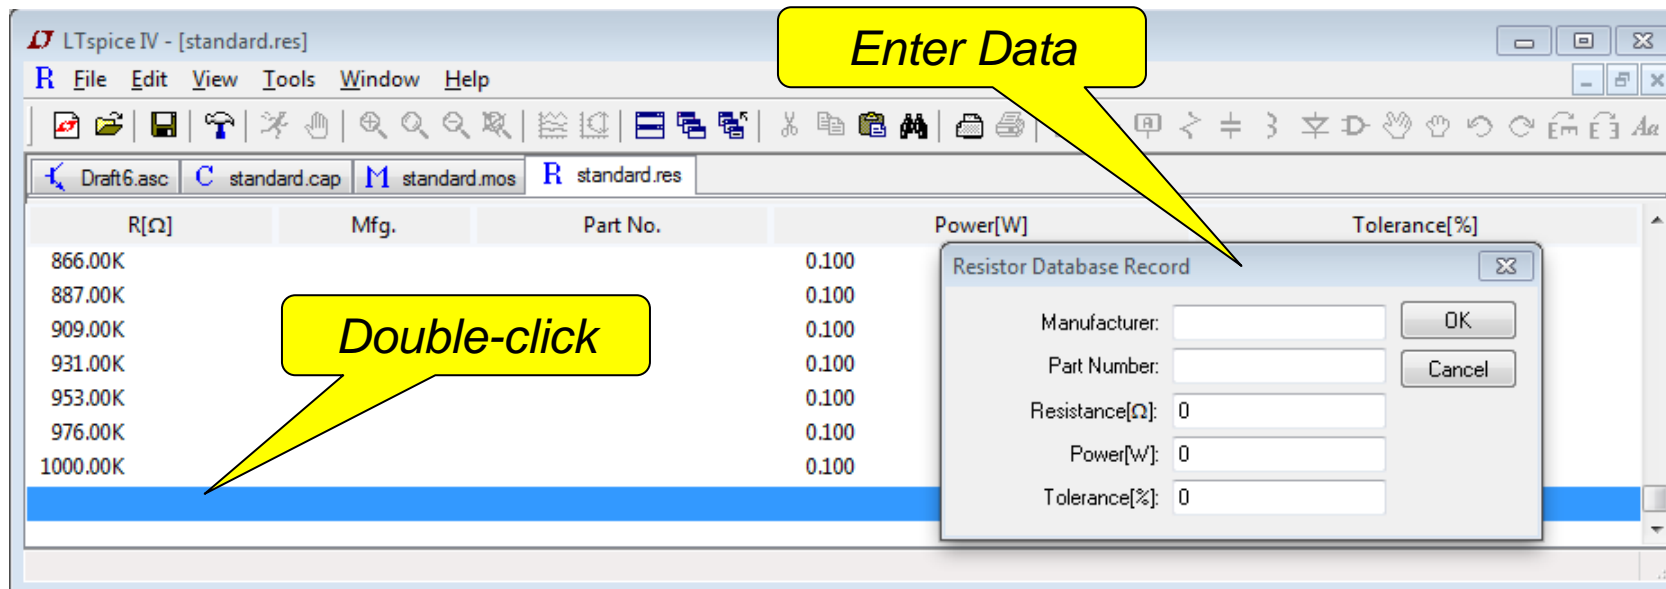 LTspice IV - [standard.res]
Enter Data
R File Edit View Tools Window Help
Draft6.asc C standard.cap M standard.mos R standard.res
R[Ω] Mfg. Part No. Power[W] Tolerance[%]
866.00K 0.100
887.00K 0.100
909.00K 0.100
931.00K 0.100
953.00K 0.100
976.00K 0.100
1000.00K 0.100
Double-click
Resistor Database Record
Manufacturer: OK
Part Number: Cancel
Resistance[Ω]: 0
Power[W]: 0
Tolerance[%]: 0